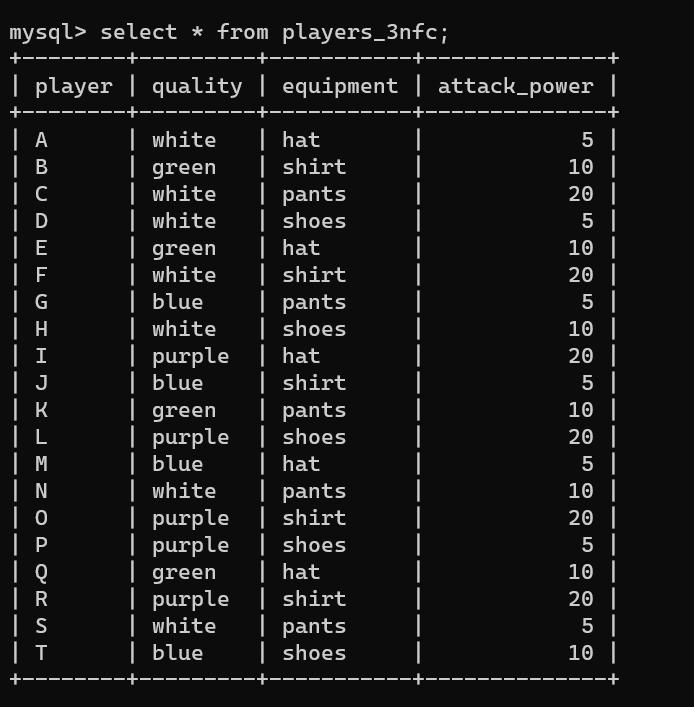 mysql> select * from players_3nfc;
+--------+---------+-----------+--------------+
| player | quality | equipment | attack_power |
+--------+---------+-----------+--------------+
| A      | white   | hat       |            5 |
| B      | green   | shirt     |           10 |
| C      | white   | pants     |           20 |
| D      | white   | shoes     |            5 |
| E      | green   | hat       |           10 |
| F      | white   | shirt     |           20 |
| G      | blue    | pants     |            5 |
| H      | white   | shoes     |           10 |
| I      | purple  | hat       |           20 |
| J      | blue    | shirt     |            5 |
| K      | green   | pants     |           10 |
| L      | purple  | shoes     |           20 |
| M      | blue    | hat       |            5 |
| N      | white   | pants     |           10 |
| O      | purple  | shirt     |           20 |
| P      | purple  | shoes     |            5 |
| Q      | green   | hat       |           10 |
| R      | purple  | shirt     |           20 |
| S      | white   | pants     |            5 |
| T      | blue    | shoes     |           10 |
+--------+---------+-----------+--------------+